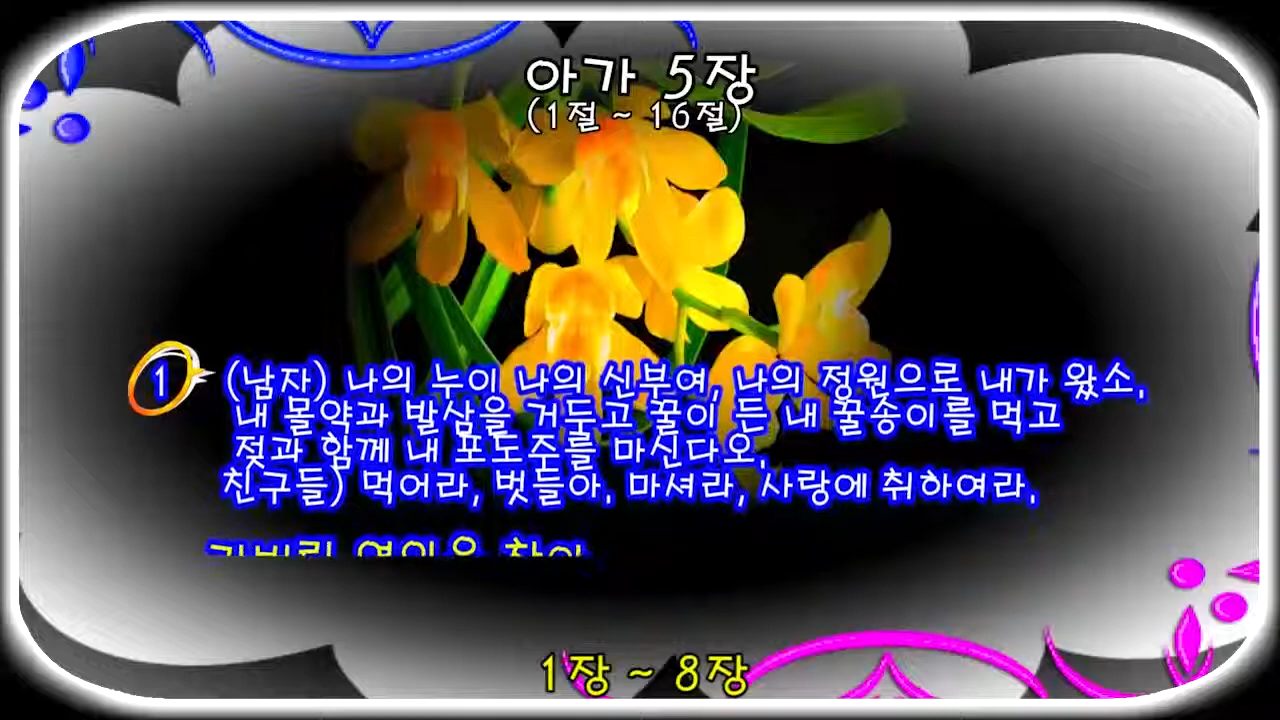 아가 5장
(1절 ~ 16절)
1 (남자) 나의 누이 나의 신부여, 나의 정원으로 내가 왔소.
내 몰약과 발삼을 거두고 꿀이 든 내 꿀송이를 먹고
젖과 함께 내 포도주를 마신다오.
친구들) 먹어라, 벗들아. 마셔라, 사랑에 취하여라.
1장 ~ 8장